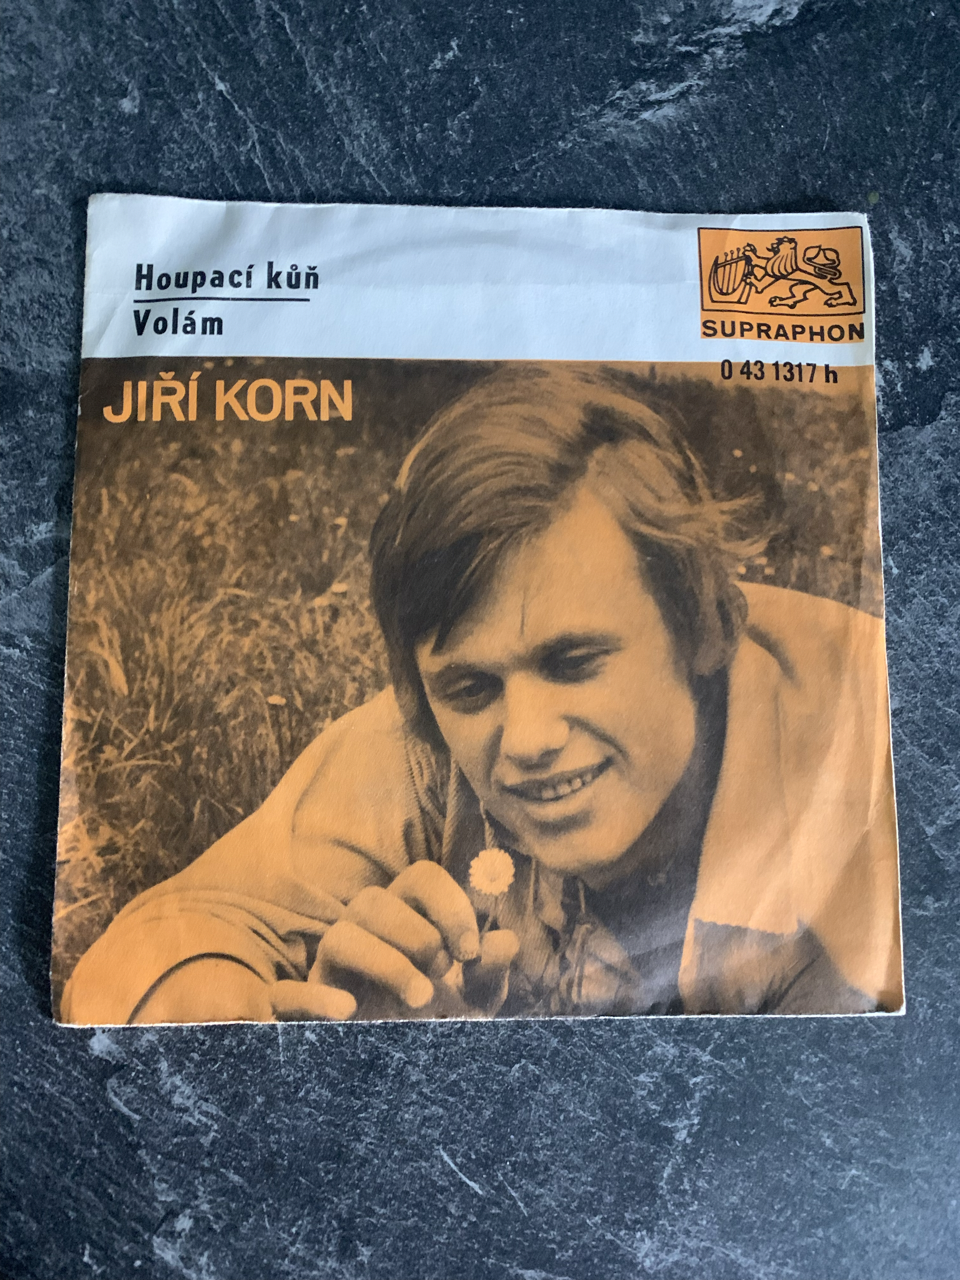 Houpací kůň
Volám
SUPRAPHON
0 43 1317 h
JIŘÍ KORN